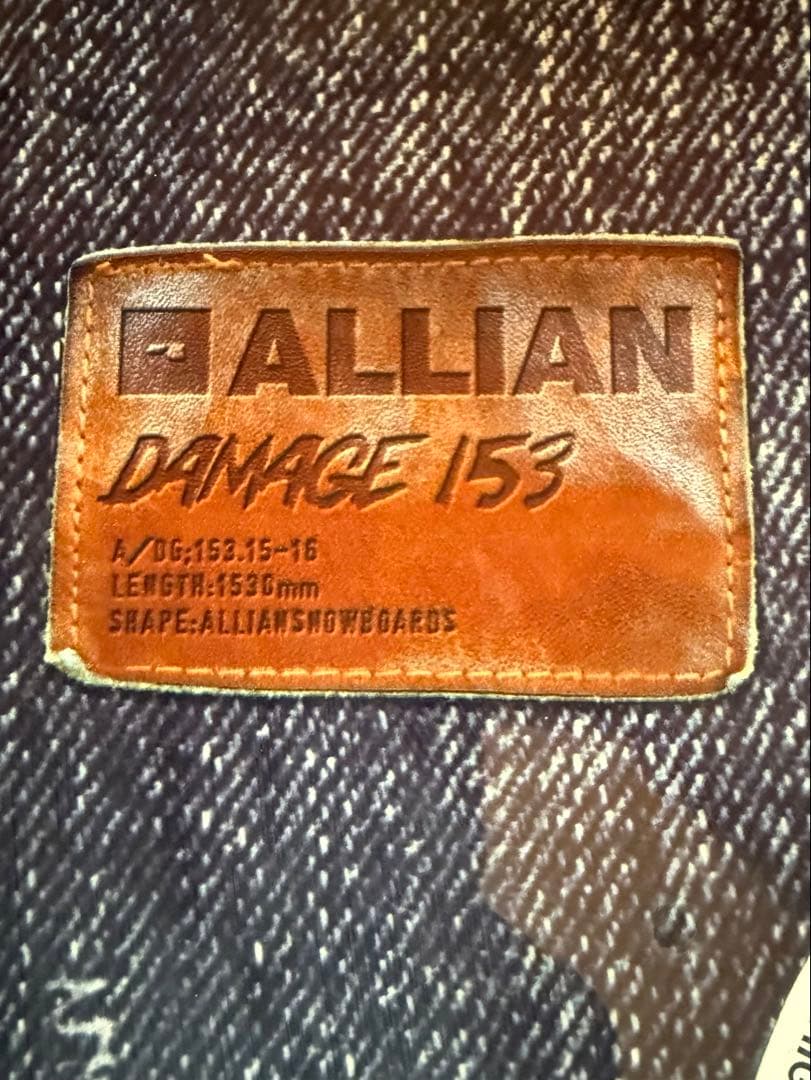 ALLIAN
DAMAGE 153
A/DG;153.15-16
LENGTH:1530mm
SHAPE:ALLIANSNOWBOARDS